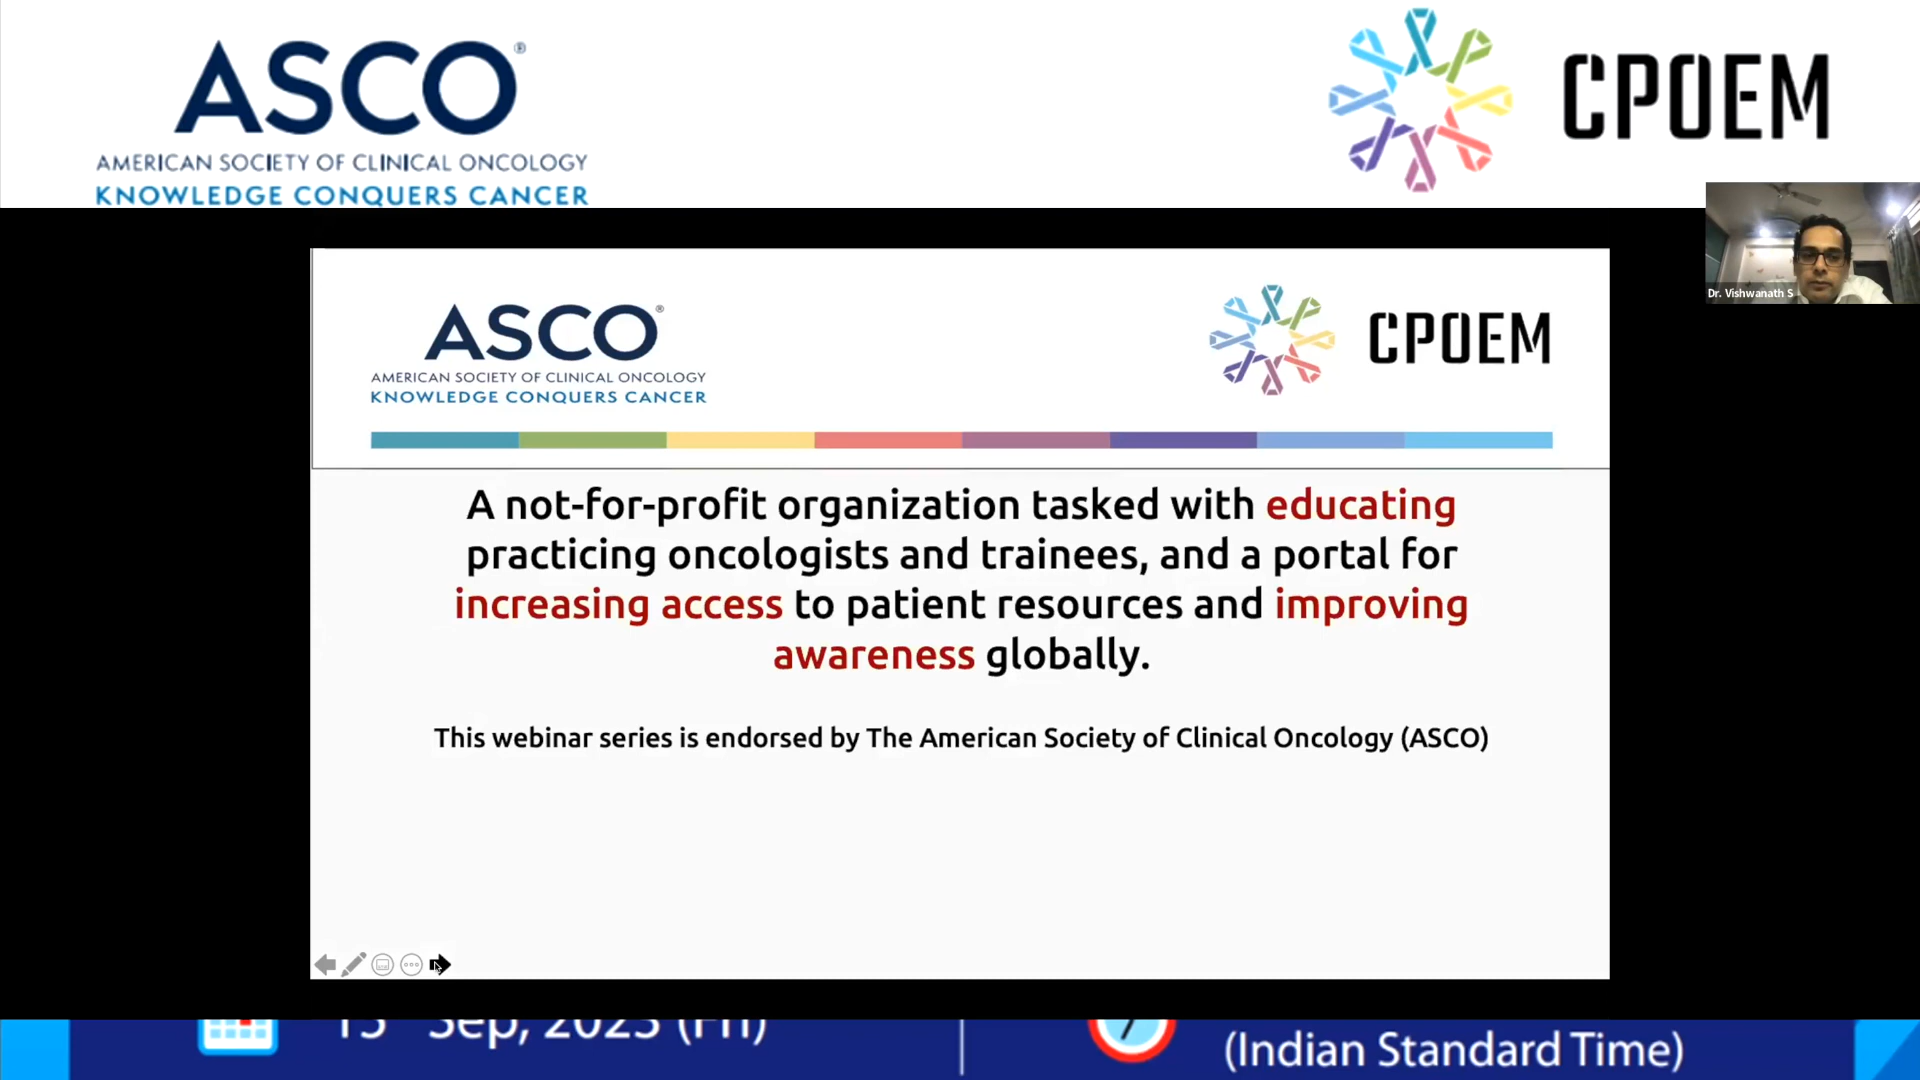 ASCO®
AMERICAN SOCIETY OF CLINICAL ONCOLOGY
KNOWLEDGE CONQUERS CANCER
CPOEM
Dr. Vishwanath S
ASCO®
AMERICAN SOCIETY OF CLINICAL ONCOLOGY
KNOWLEDGE CONQUERS CANCER
CPOEM
A not-for-profit organization tasked with educating
practicing oncologists and trainees, and a portal for
increasing access to patient resources and improving
awareness globally.
This webinar series is endorsed by The American Society of Clinical Oncology (ASCO)
Sep, 2023 (Fri)
(Indian Standard Time)